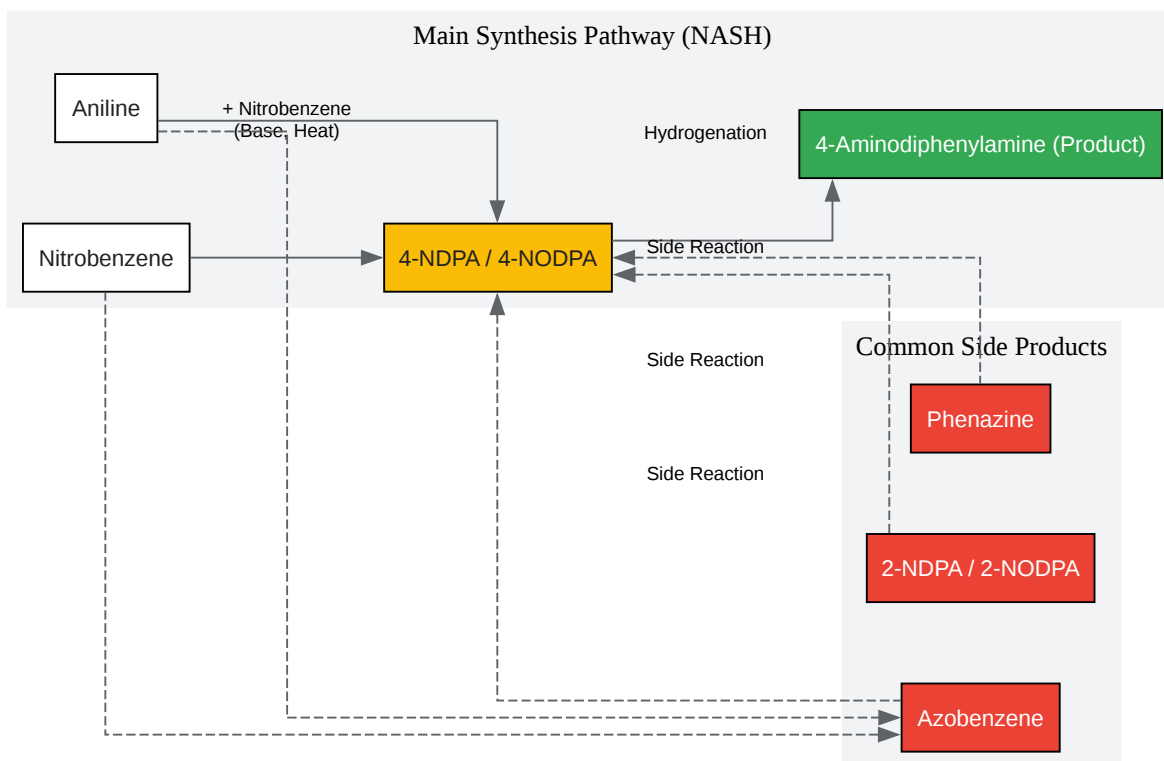 Main Synthesis Pathway (NASH)
Aniline
+ Nitrobenzene
(Base, Heat)
Hydrogenation
4-Aminodiphenylamine (Product)
Nitrobenzene
4-NDPA / 4-NODPA
Side Reaction
Common Side Products
Side Reaction
Phenazine
Side Reaction
2-NDPA / 2-NODPA
Azobenzene